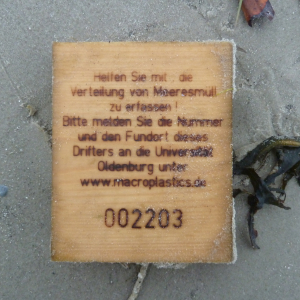 Helfen Sie mit, die
Verteilung von Meeresmüll
zu erfassen!
Bitte melden Sie die Nummer
und den Fundort dieses
Drifters an die Universität
Oldenburg unter
www.macroplastics.de
002203